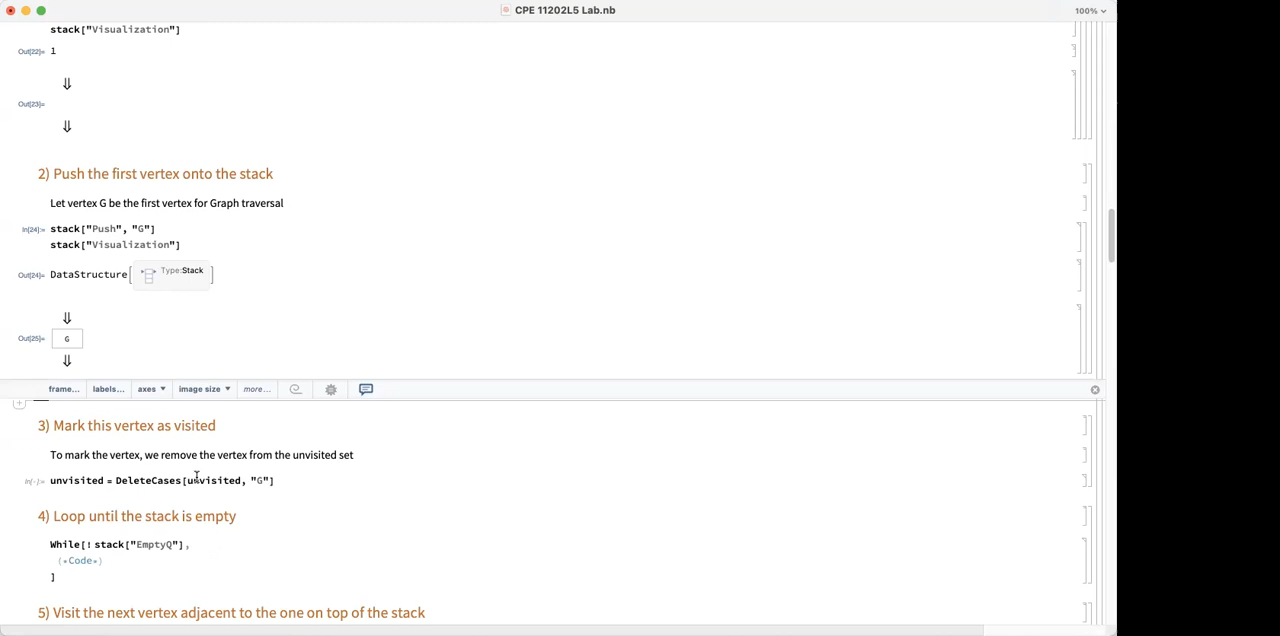 CPE 11202L5 Lab.nb
100%
stack["Visualization"]
Out[22]= 1
⇓
Out[23]=
⇓
2) Push the first vertex onto the stack
Let vertex G be the first vertex for Graph traversal
In[24]:= stack["Push", "G"]
stack["Visualization"]
Out[24]= DataStructure[ Type:Stack ]
⇓
Out[25]= G
⇓
frame... labels... axes image size more...
3) Mark this vertex as visited
To mark the vertex, we remove the vertex from the unvisited set
In[-]:= unvisited = DeleteCases[unvisited, "G"]
4) Loop until the stack is empty
While[! stack["EmptyQ"],
(*Code*)
]
5) Visit the next vertex adjacent to the one on top of the stack